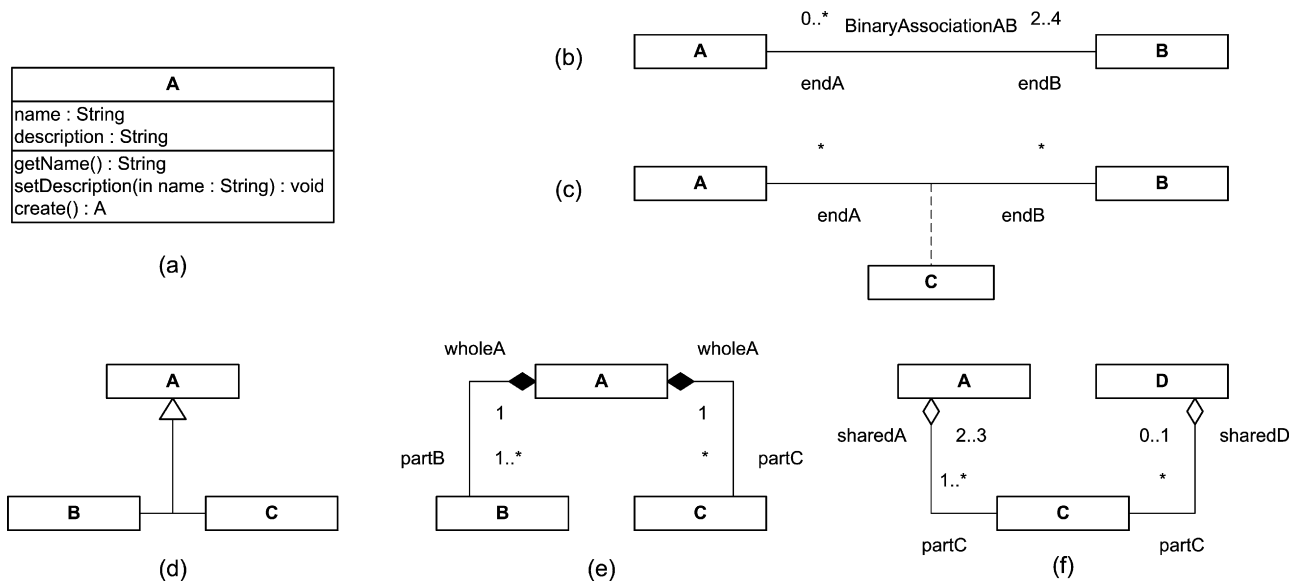 A
name : String
description : String
getName() : String
setDescription(in name : String) : void
create() : A
(a)
0..* BinaryAssociationAB 2..4
(b) A B
endA endB
* *
(c) A B
endA endB
C
A
B C
(d)
wholeA wholeA
A
1 1
partB 1..* * partC
B C
(e)
A D
sharedA 2..3 0..1 sharedD
1..* *
C
partC partC
(f)